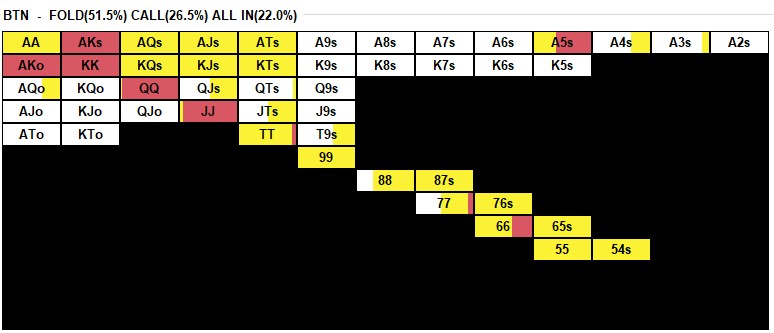 BTN - FOLD(51.5%) CALL(26.5%) ALL IN(22.0%)
AA AKs AQs AJs ATs A9s A8s A7s A6s A5s A4s A3s A2s
AKo KK KQs KJs KTs K9s K8s K7s K6s K5s
AQo KQo QQ QJs QTs Q9s
AJo KJo QJo JJ JTs J9s
ATo KTo TT T9s
99
88 87s
77 76s
66 65s
55 54s